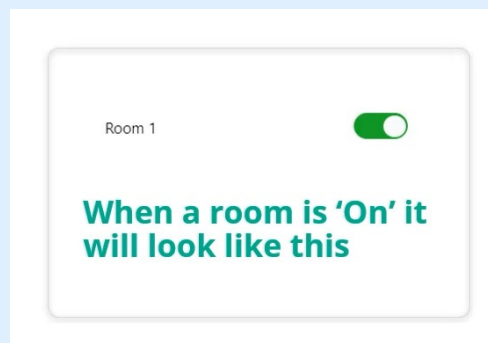 Room 1
When a room is ‘On’ it
will look like this